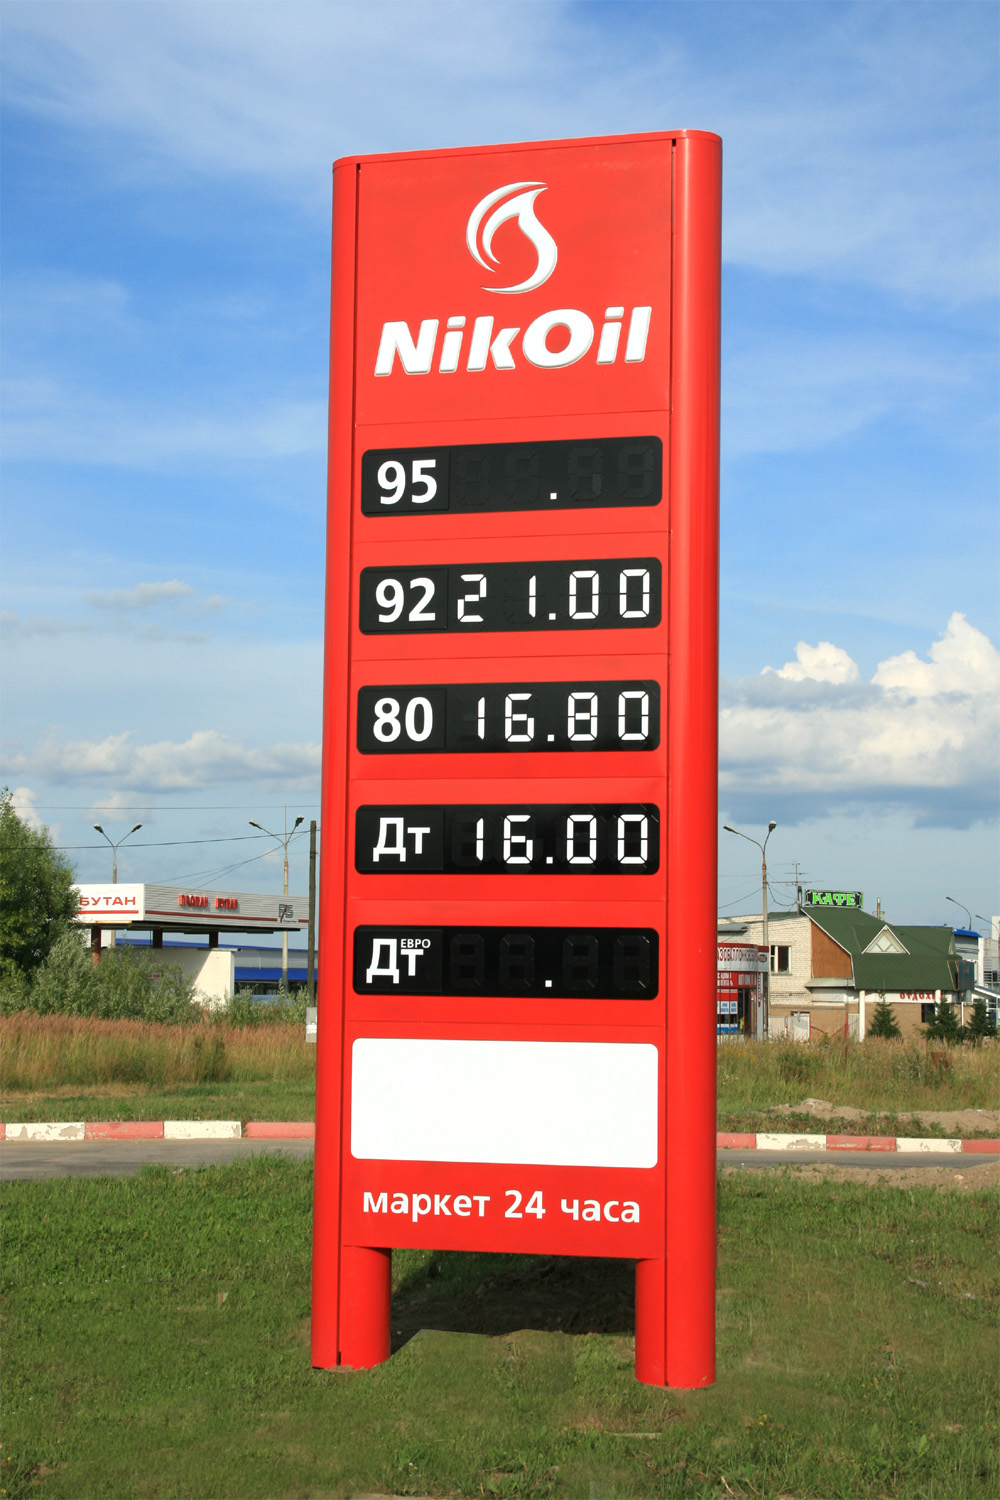 NikOil
95 .
92 21.00
80 16.80
Дт 16.00
Дт ЕВРО .
маркет 24 часа
БУТАН
КАФЕ